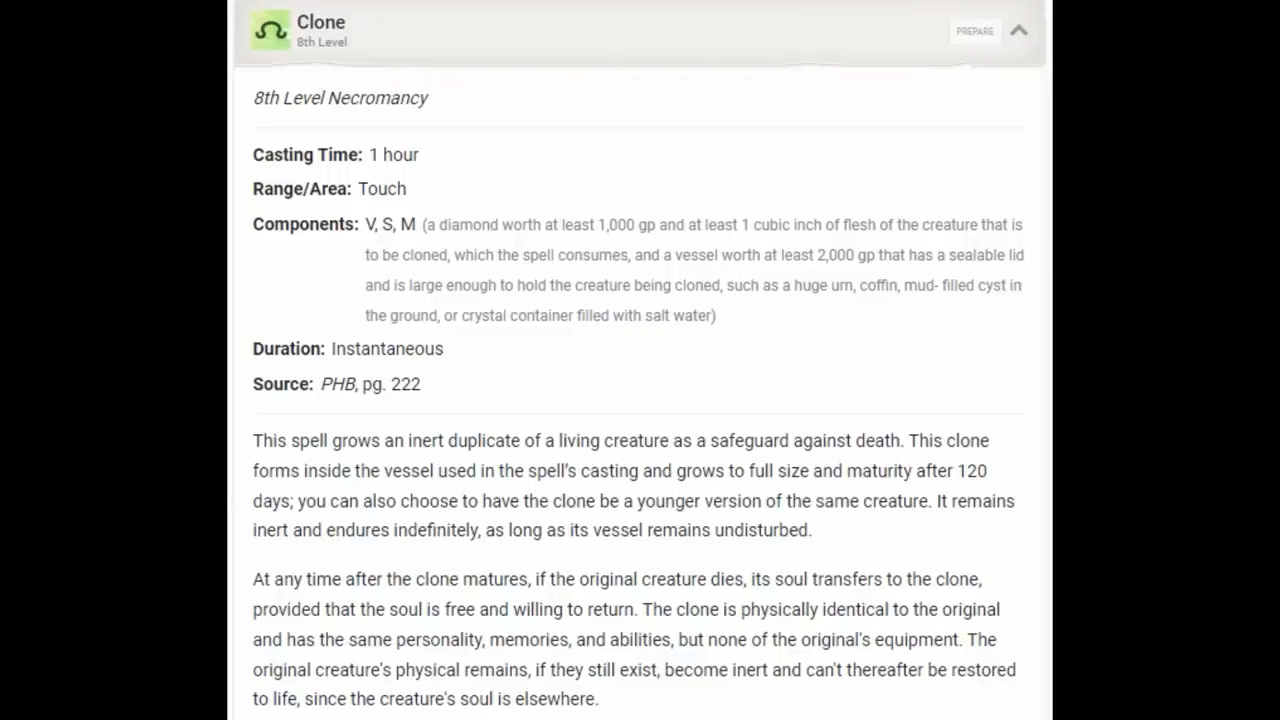 Clone
8th Level
PREPARE
8th Level Necromancy
Casting Time: 1 hour
Range/Area: Touch
Components: V, S, M (a diamond worth at least 1,000 gp and at least 1 cubic inch of flesh of the creature that is
to be cloned, which the spell consumes, and a vessel worth at least 2,000 gp that has a sealable lid
and is large enough to hold the creature being cloned, such as a huge urn, coffin, mud- filled cyst in
the ground, or crystal container filled with salt water)
Duration: Instantaneous
Source: PHB, pg. 222
This spell grows an inert duplicate of a living creature as a safeguard against death. This clone
forms inside the vessel used in the spell's casting and grows to full size and maturity after 120
days; you can also choose to have the clone be a younger version of the same creature. It remains
inert and endures indefinitely, as long as its vessel remains undisturbed.
At any time after the clone matures, if the original creature dies, its soul transfers to the clone,
provided that the soul is free and willing to return. The clone is physically identical to the original
and has the same personality, memories, and abilities, but none of the original's equipment. The
original creature's physical remains, if they still exist, become inert and can't thereafter be restored
to life, since the creature's soul is elsewhere.